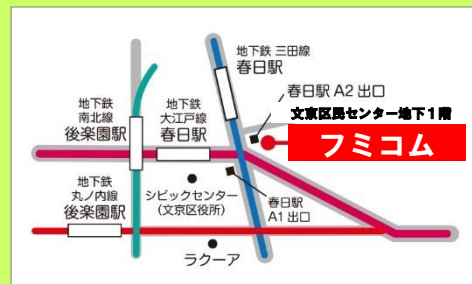 地下鉄 三田線
春日駅
春日駅 A2 出口
文京区民センター地下1階
フミコム
地下鉄
南北線
後楽園駅
地下鉄
大江戸線
春日駅
地下鉄
丸ノ内線
後楽園駅
シビックセンター
(文京区役所)
春日駅
A1 出口
ラクーア